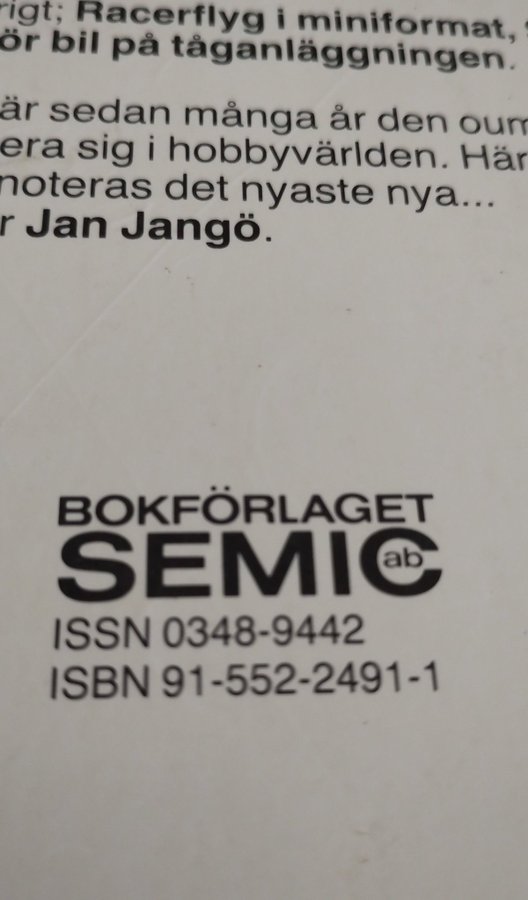 rigt; Racerflyg i miniformat,
ör bil på tåganläggningen.
är sedan många år den oum
era sig i hobbyvärlden. Här
noteras det nyaste nya...
r Jan Jangö.
BOKFÖRLAGET
SEMIC ab
ISSN 0348-9442
ISBN 91-552-2491-1